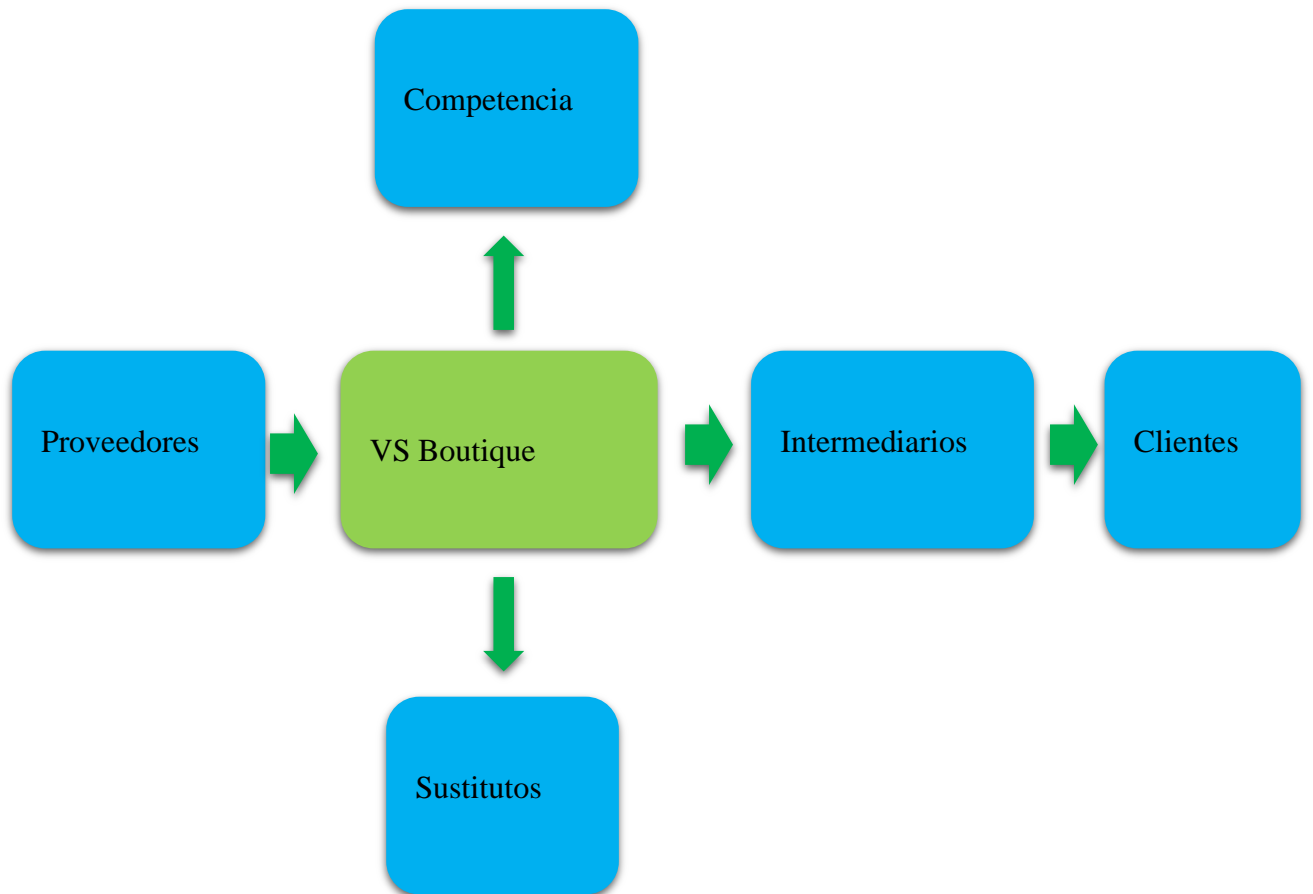 Competencia
Proveedores
VS Boutique
Intermediarios
Clientes
Sustitutos